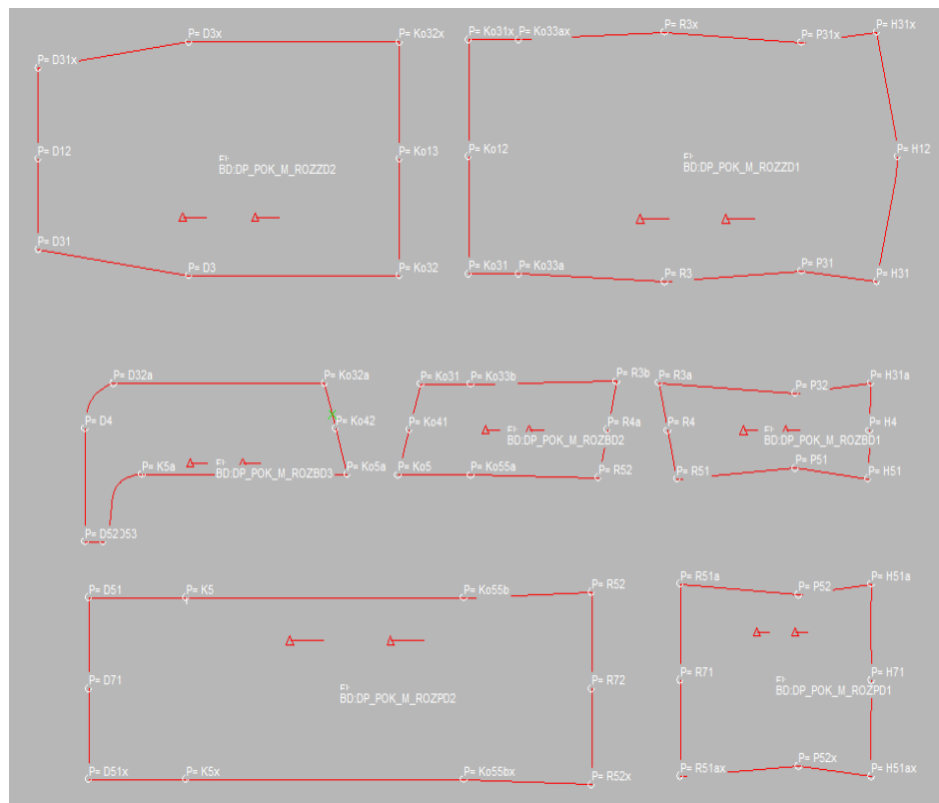 P= D3x P= Ko32x P= Ko31x P= Ko33ax P= R3x P= P31x P= H31x
P= D31x
P= D12 P= Ko13 P= Ko12 P= H12
BD:DP_POK_M_ROZZD2 BD:DP_POK_M_ROZZD1
P= D31 P= D3 P= Ko32 P= Ko31 P= Ko33a P= R3 P= P31 P= H31
P= D32a P= Ko32a P= Ko31 P= Ko33b P= R3b P= R3a P= P32 P= H31a
P= D4 P= Ko42 P= Ko41 P= R4a P= R4 P= H4
BD:DP_POK_M_ROZBD2 BD:DP_POK_M_ROZBD1
P= K5a P= Ko5a P= Ko5 P= Ko55a P= R52 P= R51 P= P51 P= H51
BD:DP_POK_M_ROZBD3
P= D52 D53
P= D51 P= K5 P= Ko55b P= R52 P= R51a P= P52 P= H51a
P= D71 P= R72 P= R71 P= H71
BD:DP_POK_M_ROZPD2 BD:DP_POK_M_ROZPD1
P= D51x P= K5x P= Ko55bx P= R52x P= R51ax P= P52x P= H51ax